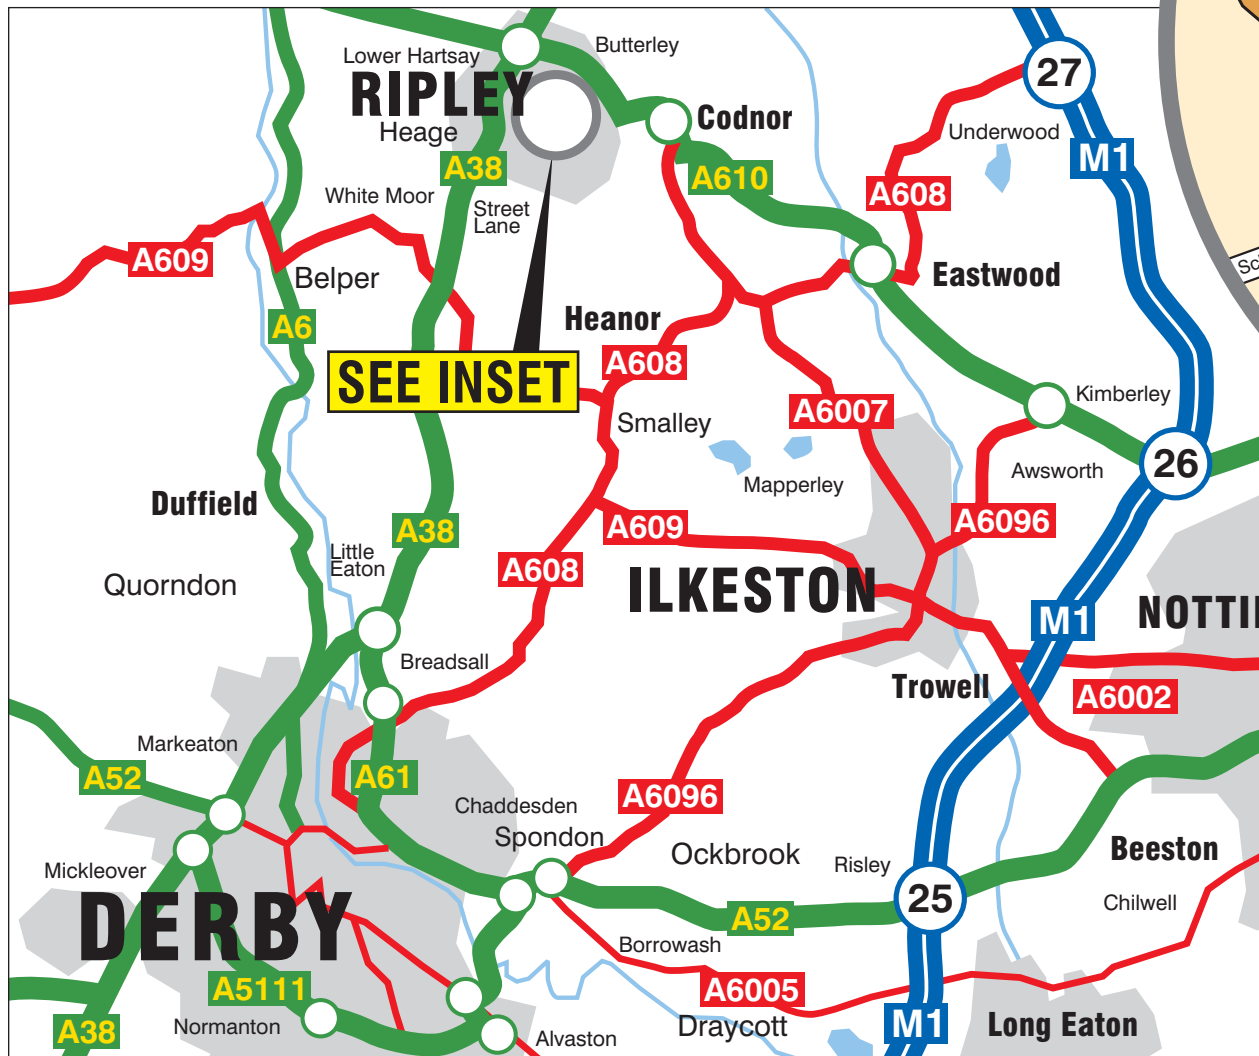 Butterley
Lower Hartsay
27
RIPLEY
Codnor
Heage
Underwood
M1
A38
A610
White Moor
A608
Street
Lane
A609
Belper
Eastwood
A6
Heanor
SEE INSET
A608
Kimberley
A6007
Smalley
26
Awsworth
Mapperley
Duffield
A6096
A38
A609
Little
Eaton
A608
Quorndon
ILKESTON
M1
Breadsall
Trowell
A6002
Markeaton
A52
A61
A6096
Chaddesden
Spondon
Ockbrook
Risley
Beeston
Mickleover
25
Chilwell
DERBY
A52
Borrowash
A5111
A6005
Normanton
A38
Draycott
M1
Long Eaton
Alvaston